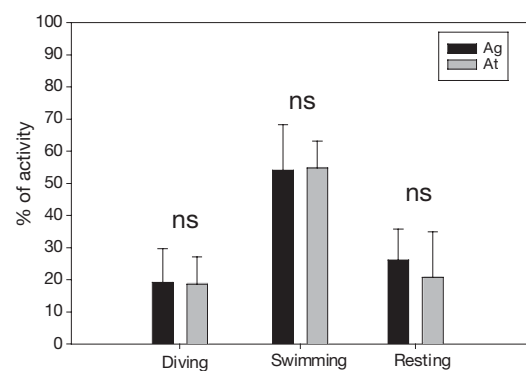 100
90
80
70
60
50
40
30
20
10
0
% of activity
Ag
At
ns
ns
ns
Diving
Swimming
Resting